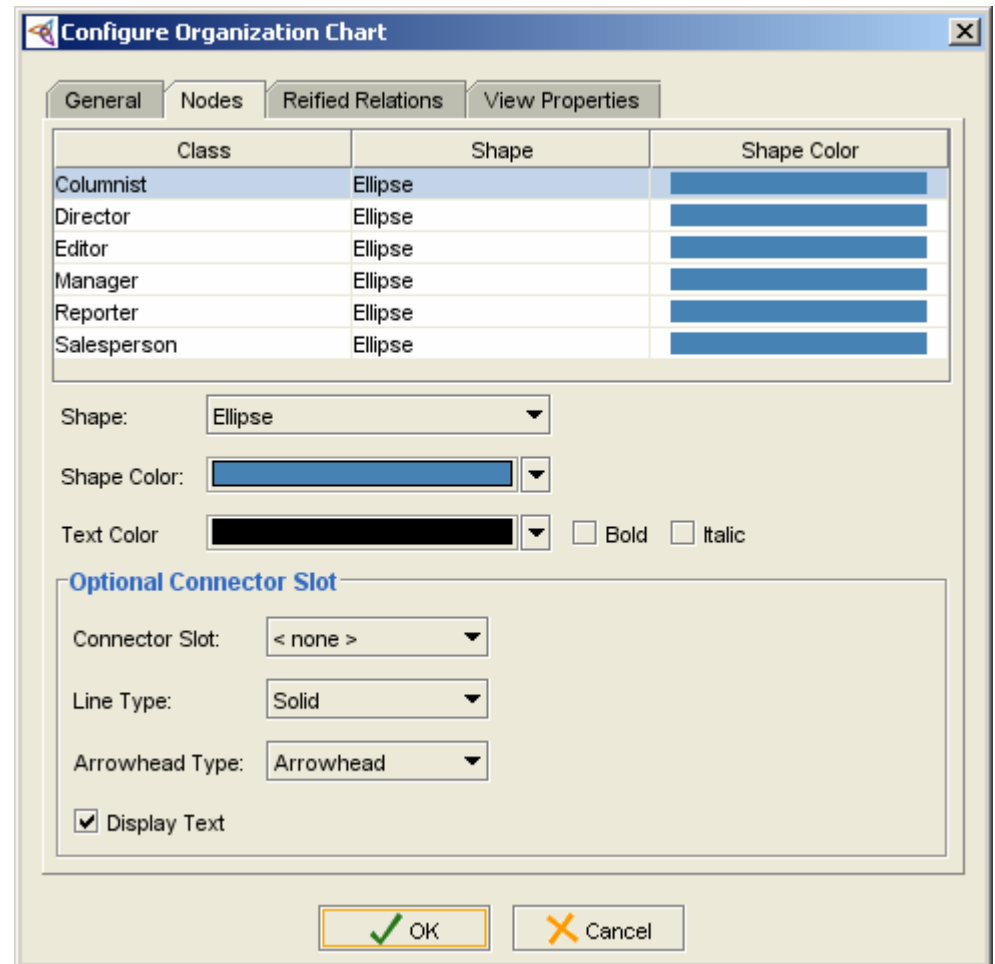 Configure Organization Chart
General Nodes Reified Relations View Properties
Class Shape Shape Color
Columnist Ellipse
Director Ellipse
Editor Ellipse
Manager Ellipse
Reporter Ellipse
Salesperson Ellipse
Shape: Ellipse
Shape Color:
Text Color Bold Italic
Optional Connector Slot
Connector Slot: < none >
Line Type: Solid
Arrowhead Type: Arrowhead
Display Text
OK Cancel